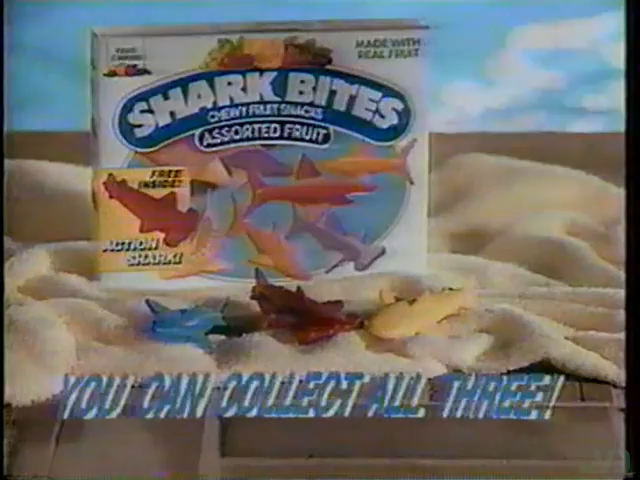 MADE WITH
REAL FRUIT
SHARK BITES
CHEWY FRUIT SNACKS
ASSORTED FRUIT
FREE
INSIDE!
ACTION
SHARK!
YOU CAN COLLECT ALL THREE!!